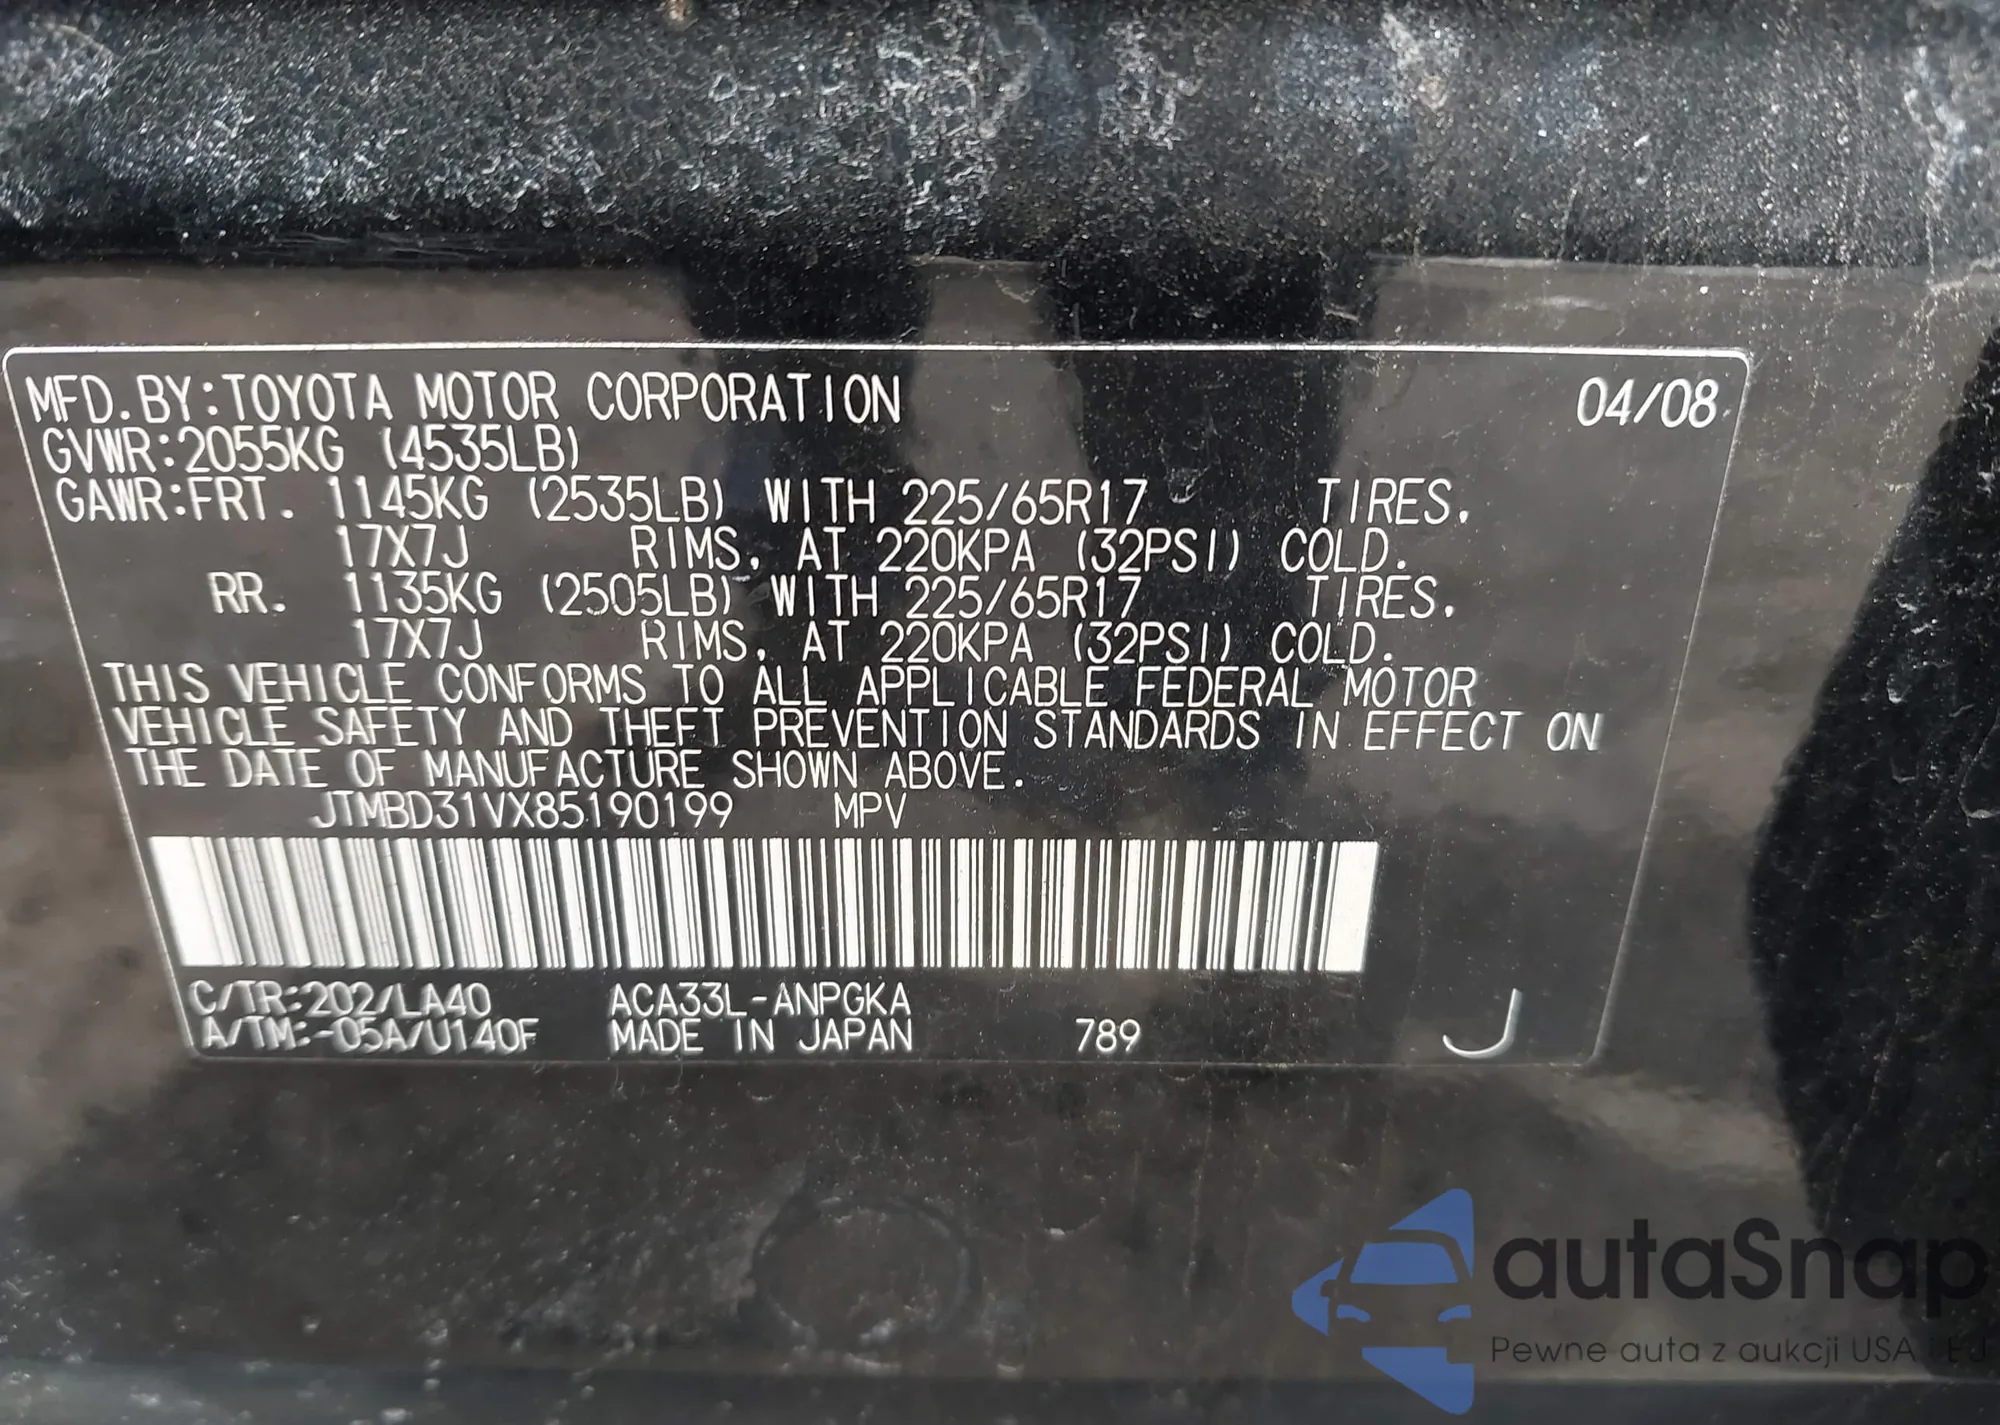 MFD.BY:TOYOTA MOTOR CORPORATION 04/08
GVWR:2055KG (4535LB)
GAWR:FRT. 1145KG (2535LB) WITH 225/65R17 TIRES,
17X7J RIMS, AT 220KPA (32PSI) COLD.
RR. 1135KG (2505LB) WITH 225/65R17 TIRES,
17X7J RIMS, AT 220KPA (32PSI) COLD.
THIS VEHICLE CONFORMS TO ALL APPLICABLE FEDERAL MOTOR
VEHICLE SAFETY AND THEFT PREVENTION STANDARDS IN EFFECT ON
THE DATE OF MANUFACTURE SHOWN ABOVE.
JTMBD31VX85190199 MPV
C/TR:202/LA40 ACA33L-ANPGKA
A/TM:-05A/U140F MADE IN JAPAN 789 J
autaSnap
Pewne auta z aukcji USA i EU